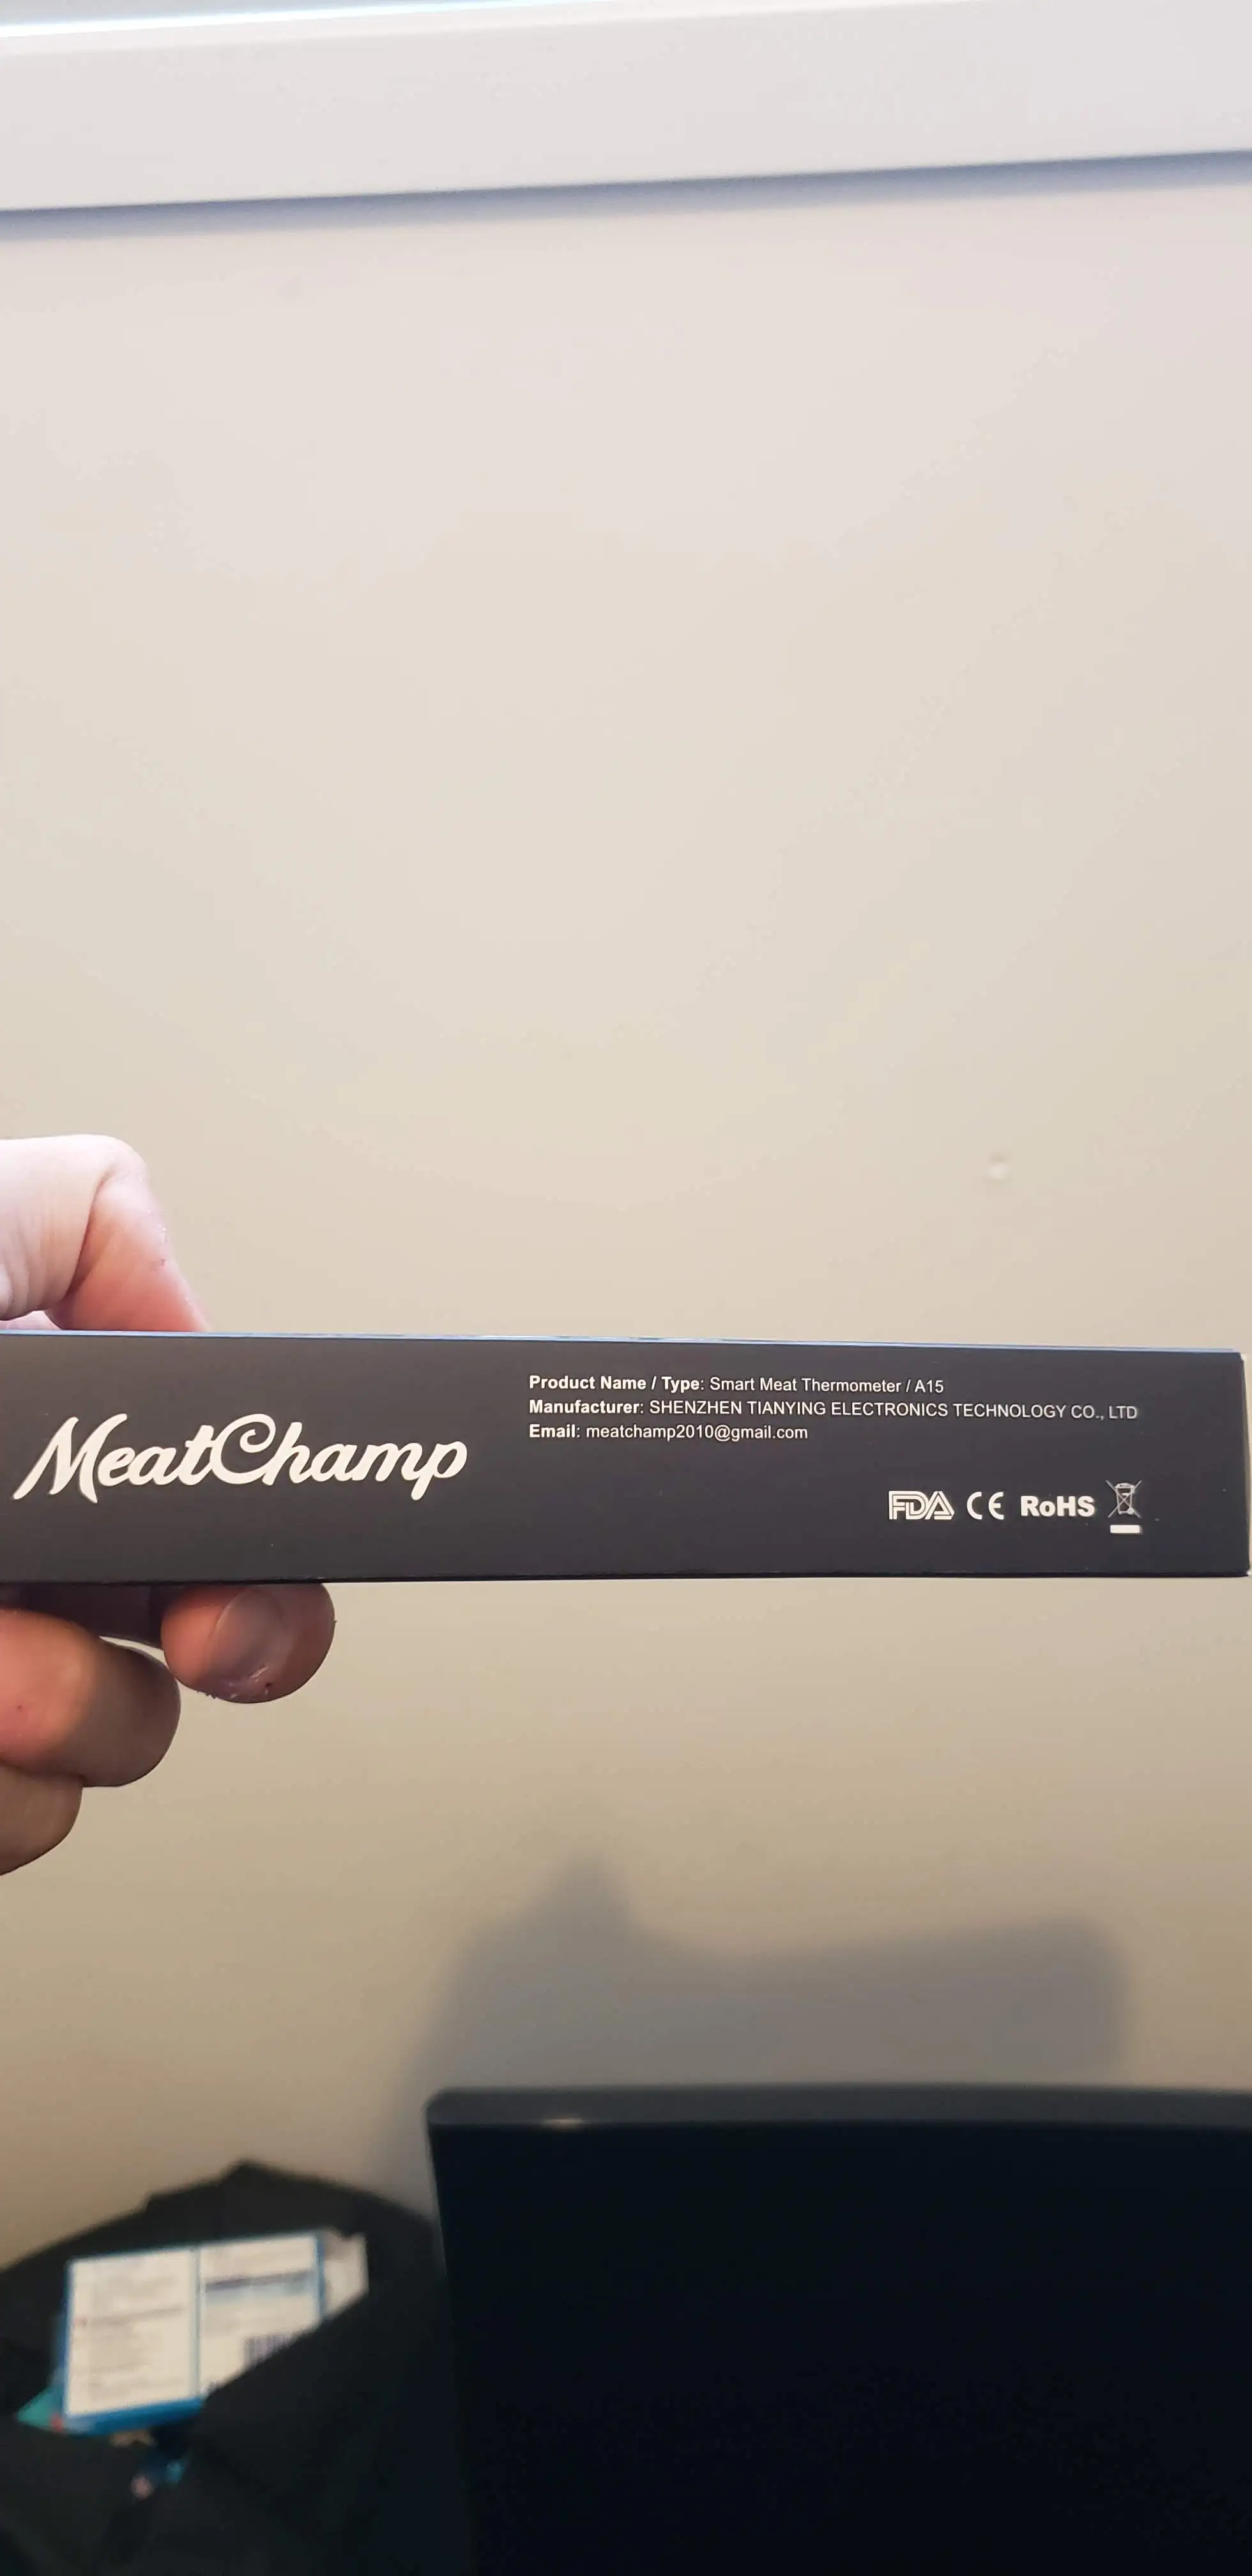 MeatChamp
Product Name / Type: Smart Meat Thermometer / A15
Manufacturer: SHENZHEN TIANYING ELECTRONICS TECHNOLOGY CO., LTD
Email: meatchamp2010@gmail.com
FDA CE RoHS